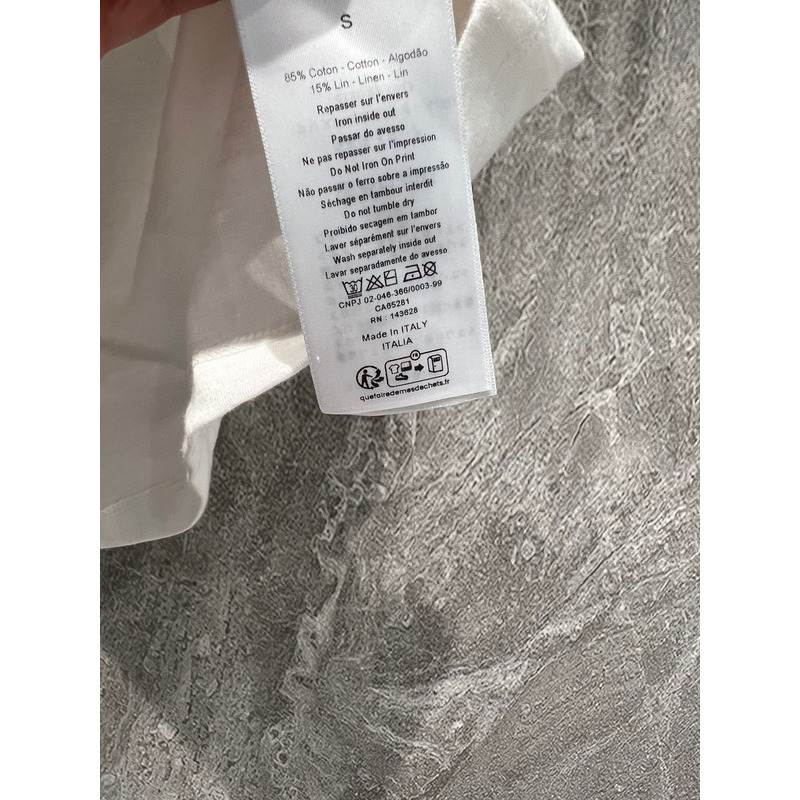 S
85% Coton - Cotton - Algodão
15% Lin - Linen - Lin
Repasser sur l'envers
Iron inside out
Passar do avesso
Ne pas repasser sur l'impression
Do Not Iron On Print
Não passar o ferro sobre a impressão
Séchage en tambour interdit
Do not tumble dry
Proibido secagem em tambor
Laver séparément sur l'envers
Wash separately inside out
Lavar separadamente do avesso
30
CNPJ 02-046-366/0003-99
CA65281
RN : 143628
Made In ITALY
ITALIA
FR
quefairedemesdechets.fr